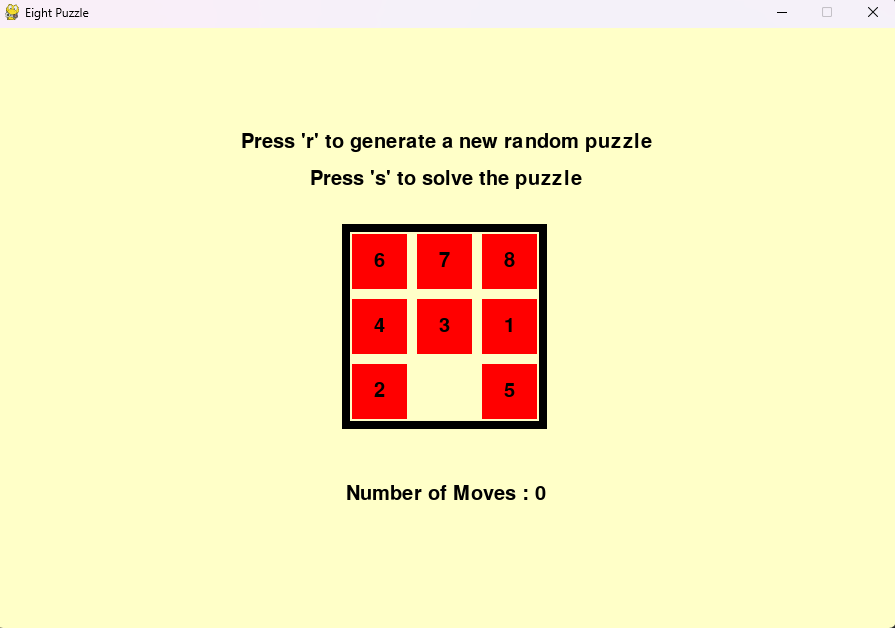 Eight Puzzle
Press 'r' to generate a new random puzzle
Press 's' to solve the puzzle
6 7 8
4 3 1
2 5
Number of Moves : 0